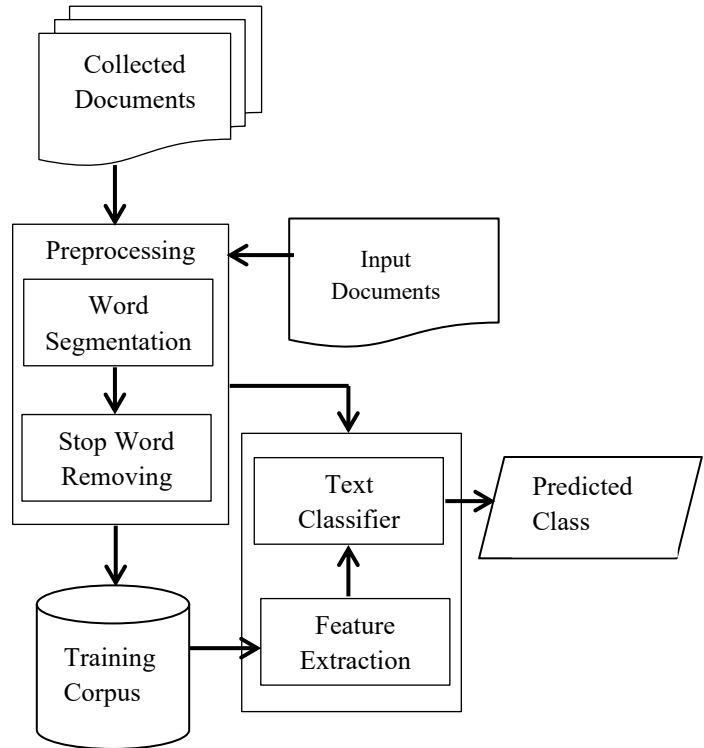 Collected
Documents
Preprocessing
Word
Segmentation
Stop Word
Removing
Input
Documents
Text
Classifier
Predicted
Class
Training
Corpus
Feature
Extraction